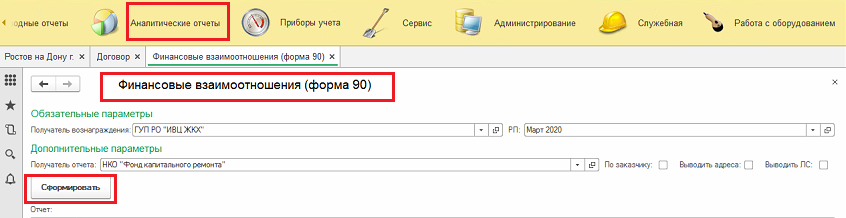 одные отчеты Аналитические отчеты Приборы учета Сервис Администрирование Служебная Работа с оборудованием
Ростов на Дону г. × Договор × Финансовые взаимоотношения (форма 90) ×
Финансовые взаимоотношения (форма 90)
Обязательные параметры
Получатель вознаграждения: ГУП РО "ИВЦ ЖКХ" РП: Март 2020
Дополнительные параметры
Получатель отчета: НКО "Фонд капитального ремонта" По заказчику: Выводить адреса: Выводить ЛС:
Сформировать
Отчет: